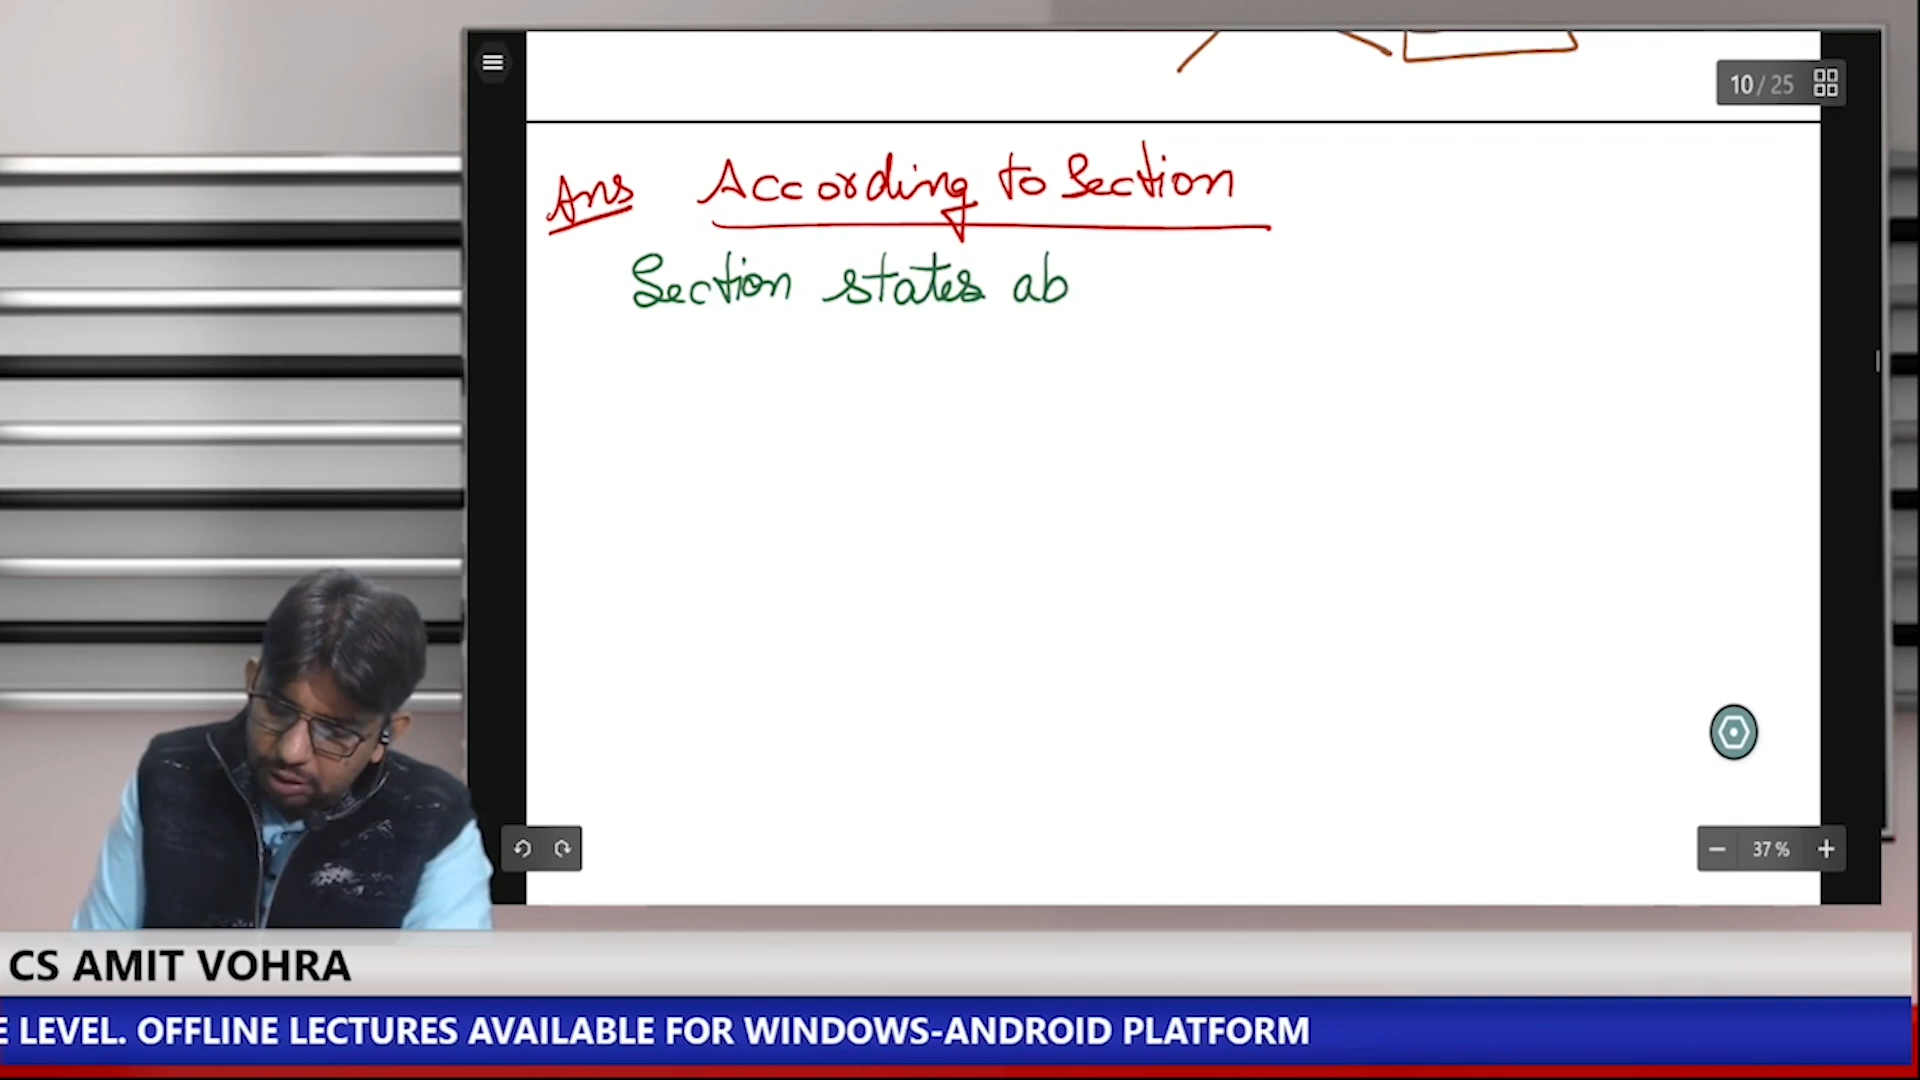 10 / 25
Ans According to Section
Section states ab
37 %
CS AMIT VOHRA
E LEVEL. OFFLINE LECTURES AVAILABLE FOR WINDOWS-ANDROID PLATFORM